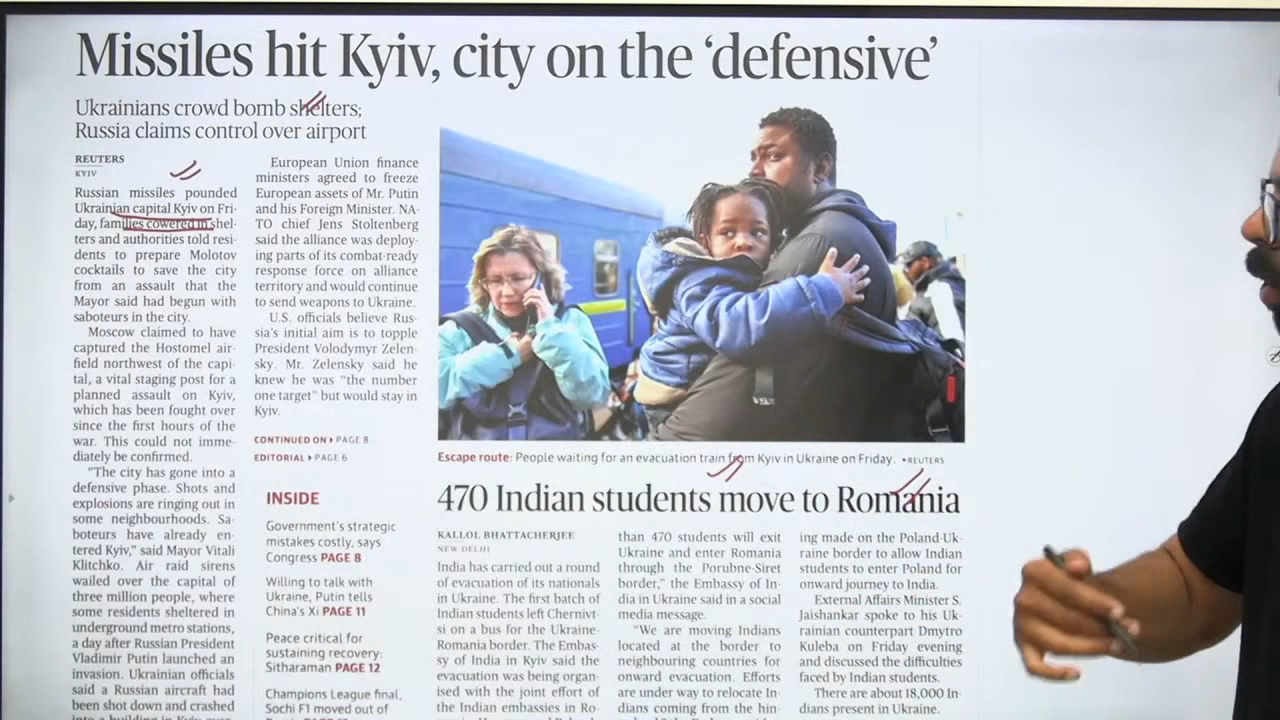 Missiles hit Kyiv, city on the ‘defensive’
Ukrainians crowd bomb shelters;
Russia claims control over airport
REUTERS
KYIV
Russian missiles pounded
Ukrainian capital Kyiv on Fri-
day, families cowered in shel-
ters and authorities told resi-
dents to prepare Molotov
cocktails to save the city
from an assault that the
Mayor said had begun with
saboteurs in the city.
Moscow claimed to have
captured the Hostomel air-
field northwest of the capi-
tal, a vital staging post for a
planned assault on Kyiv,
which has been fought over
since the first hours of the
war. This could not imme-
diately be confirmed.
“The city has gone into a
defensive phase. Shots and
explosions are ringing out in
some neighbourhoods. Sa-
boteurs have already en-
tered Kyiv,” said Mayor Vitali
Klitchko. Air raid sirens
wailed over the capital of
three million people, where
some residents sheltered in
underground metro stations,
a day after Russian President
Vladimir Putin launched an
invasion. Ukrainian officials
said a Russian aircraft had
been shot down and crashed
into a building in Kyiv over-
European Union finance
ministers agreed to freeze
European assets of Mr. Putin
and his Foreign Minister. NA-
TO chief Jens Stoltenberg
said the alliance was deploy-
ing parts of its combat-ready
response force on alliance
territory and would continue
to send weapons to Ukraine.
U.S. officials believe Rus-
sia’s initial aim is to topple
President Volodymyr Zelen-
sky. Mr. Zelensky said he
knew he was “the number
one target” but would stay in
Kyiv.
CONTINUED ON PAGE 8
EDITORIAL PAGE 6
INSIDE
Government’s strategic
mistakes costly, says
Congress PAGE 8
Willing to talk with
Ukraine, Putin tells
China’s Xi PAGE 11
Peace critical for
sustaining recovery:
Sitharaman PAGE 12
Champions League final,
Sochi F1 moved out of
Escape route: People waiting for an evacuation train from Kyiv in Ukraine on Friday. •REUTERS
470 Indian students move to Romania
KALLOL BHATTACHERJEE
NEW DELHI
India has carried out a round
of evacuation of its nationals
in Ukraine. The first batch of
Indian students left Chernivt-
si on a bus for the Ukraine-
Romania border. The Embas-
sy of India in Kyiv said the
evacuation was being organ-
ised with the joint effort of
the Indian embassies in Ro-
than 470 students will exit
Ukraine and enter Romania
through the Porubne-Siret
border,” the Embassy of In-
dia in Ukraine said in a social
media message.
“We are moving Indians
located at the border to
neighbouring countries for
onward evacuation. Efforts
are under way to relocate In-
dians coming from the hin-
ing made on the Poland-Uk-
raine border to allow Indian
students to enter Poland for
onward journey to India.
External Affairs Minister S.
Jaishankar spoke to his Uk-
rainian counterpart Dmytro
Kuleba on Friday evening
and discussed the difficulties
faced by Indian students.
There are about 18,000 In-
dians present in Ukraine.